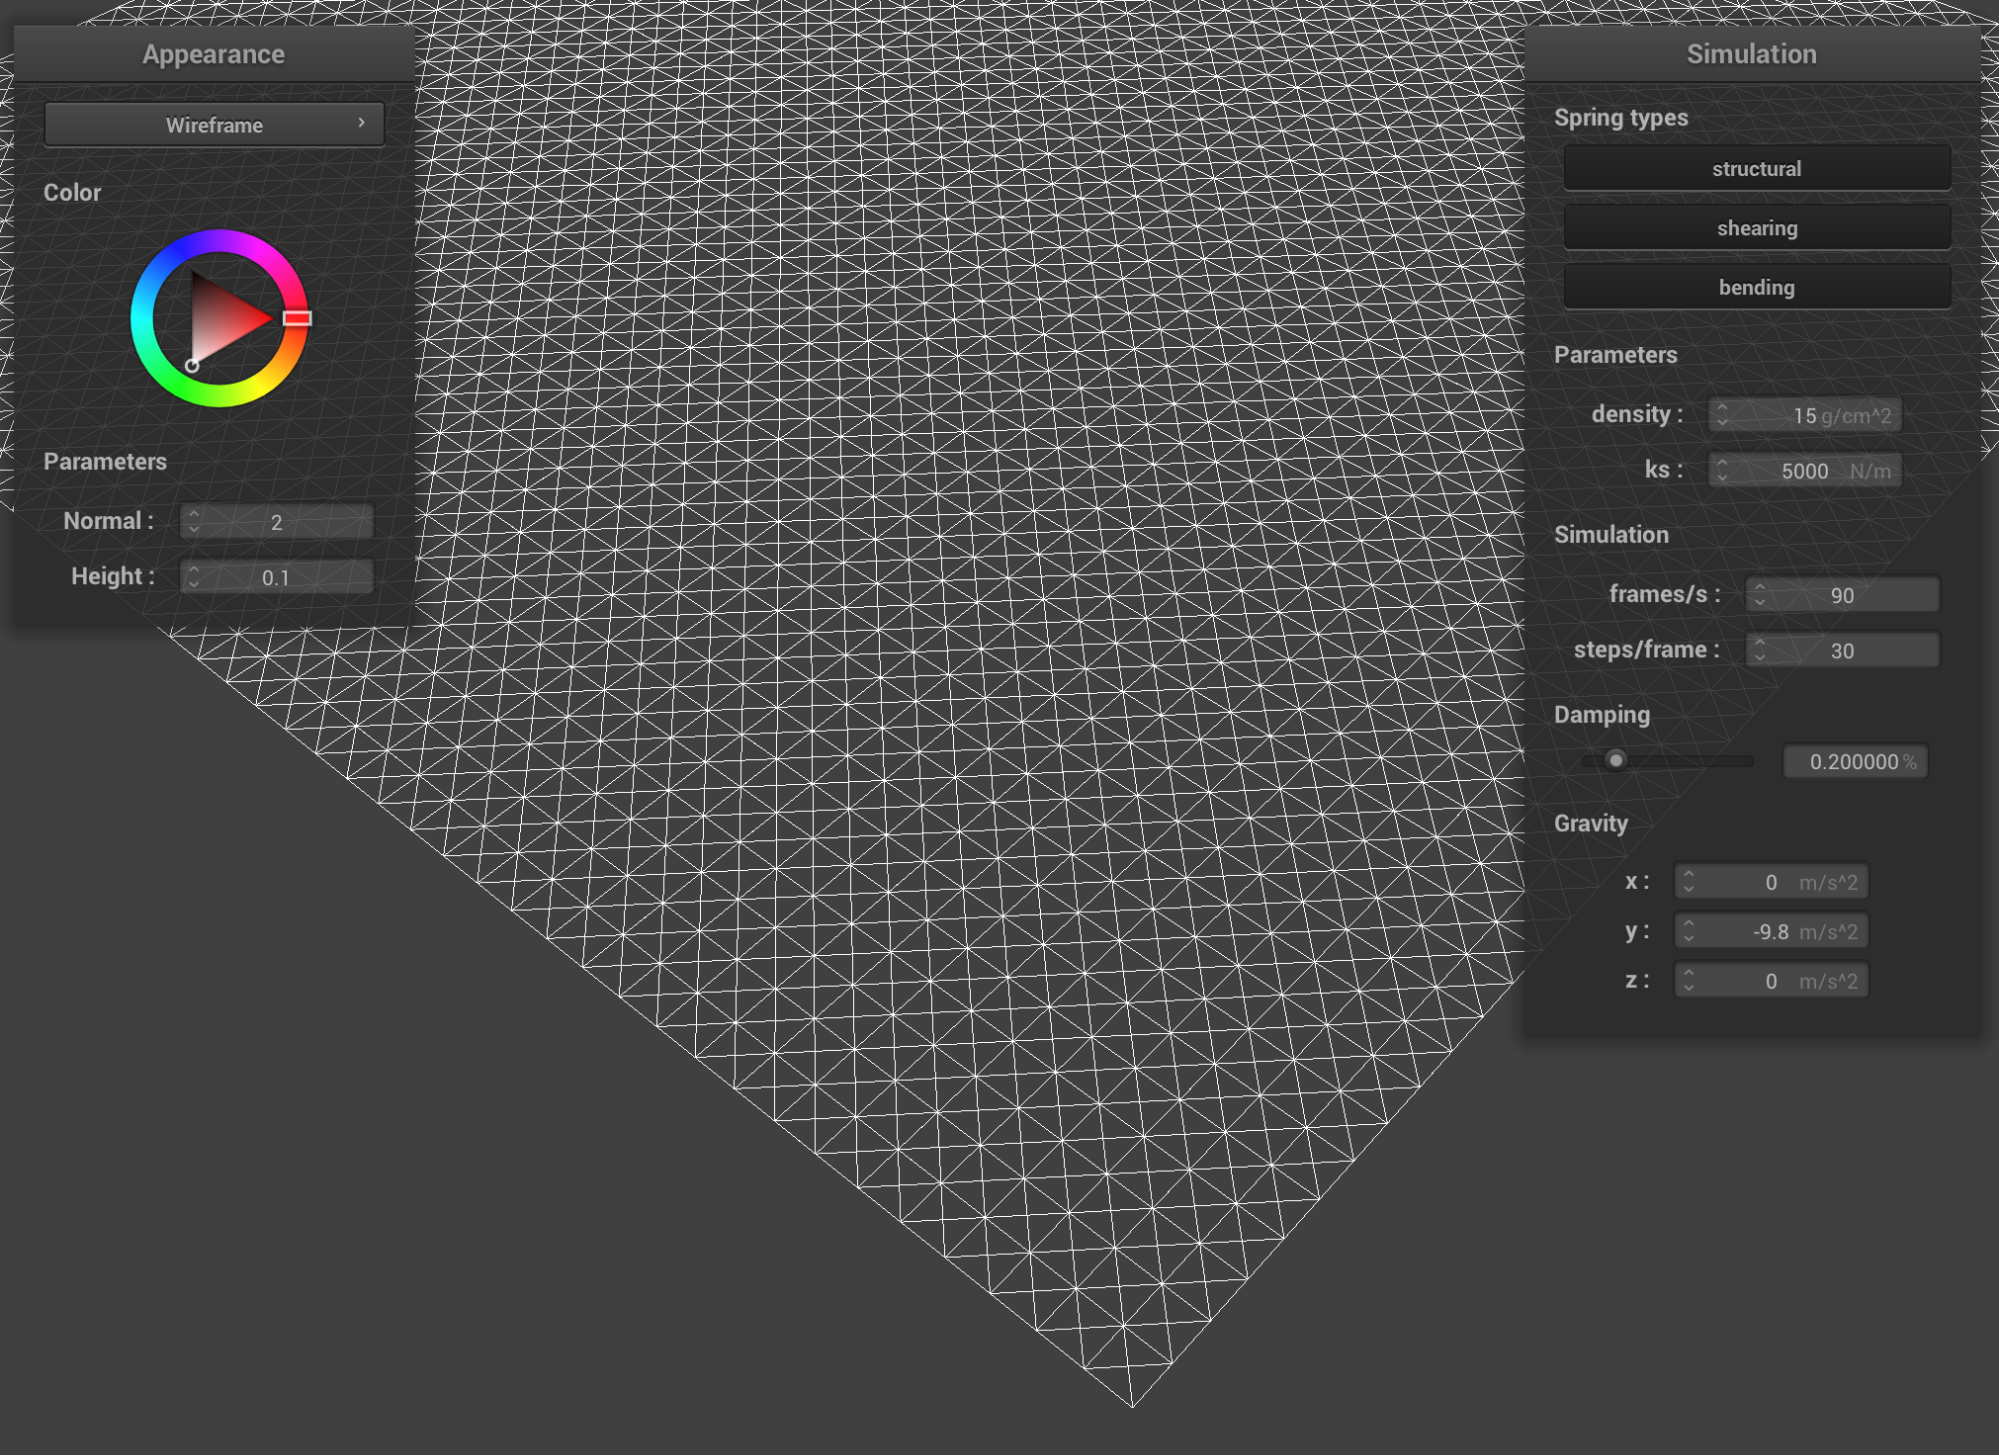 Appearance
Wireframe
Color
Parameters
Normal : 2
Height : 0.1
Simulation
Spring types
structural
shearing
bending
Parameters
density : 15 g/cm^2
ks : 5000 N/m
Simulation
frames/s : 90
steps/frame : 30
Damping
0.200000 %
Gravity
x : 0 m/s^2
y : -9.8 m/s^2
z : 0 m/s^2